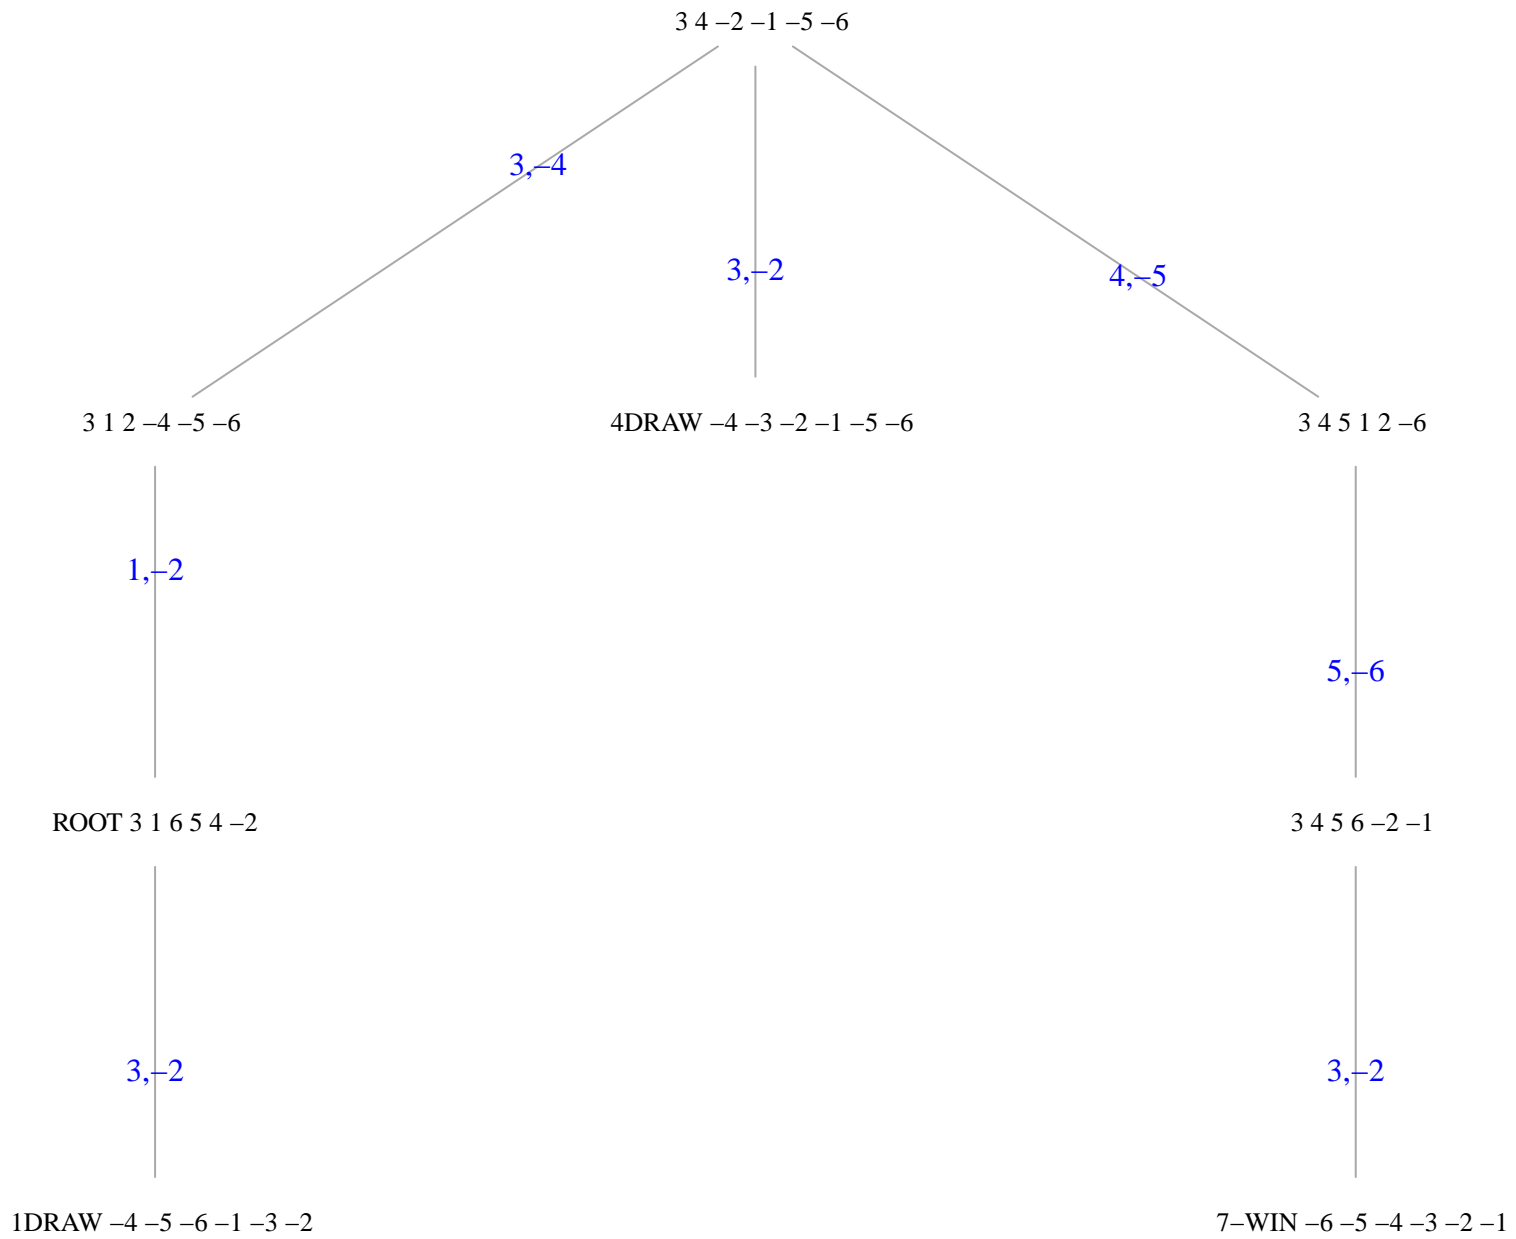 3 4 –2 –1 –5 –6
3,–4
3,–2
4,–5
3 1 2 –4 –5 –6
4DRAW –4 –3 –2 –1 –5 –6
3 4 5 1 2 –6
1,–2
5,–6
ROOT 3 1 6 5 4 –2
3 4 5 6 –2 –1
3,–2
3,–2
1DRAW –4 –5 –6 –1 –3 –2
7–WIN –6 –5 –4 –3 –2 –1